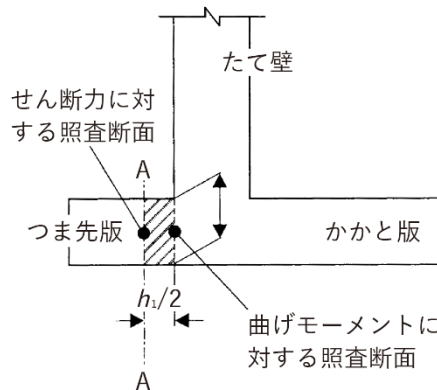 たて壁
せん断力に対
する照査断面
A
つま先版
かかと版
h₁/2
曲げモーメントに
対する照査断面
A